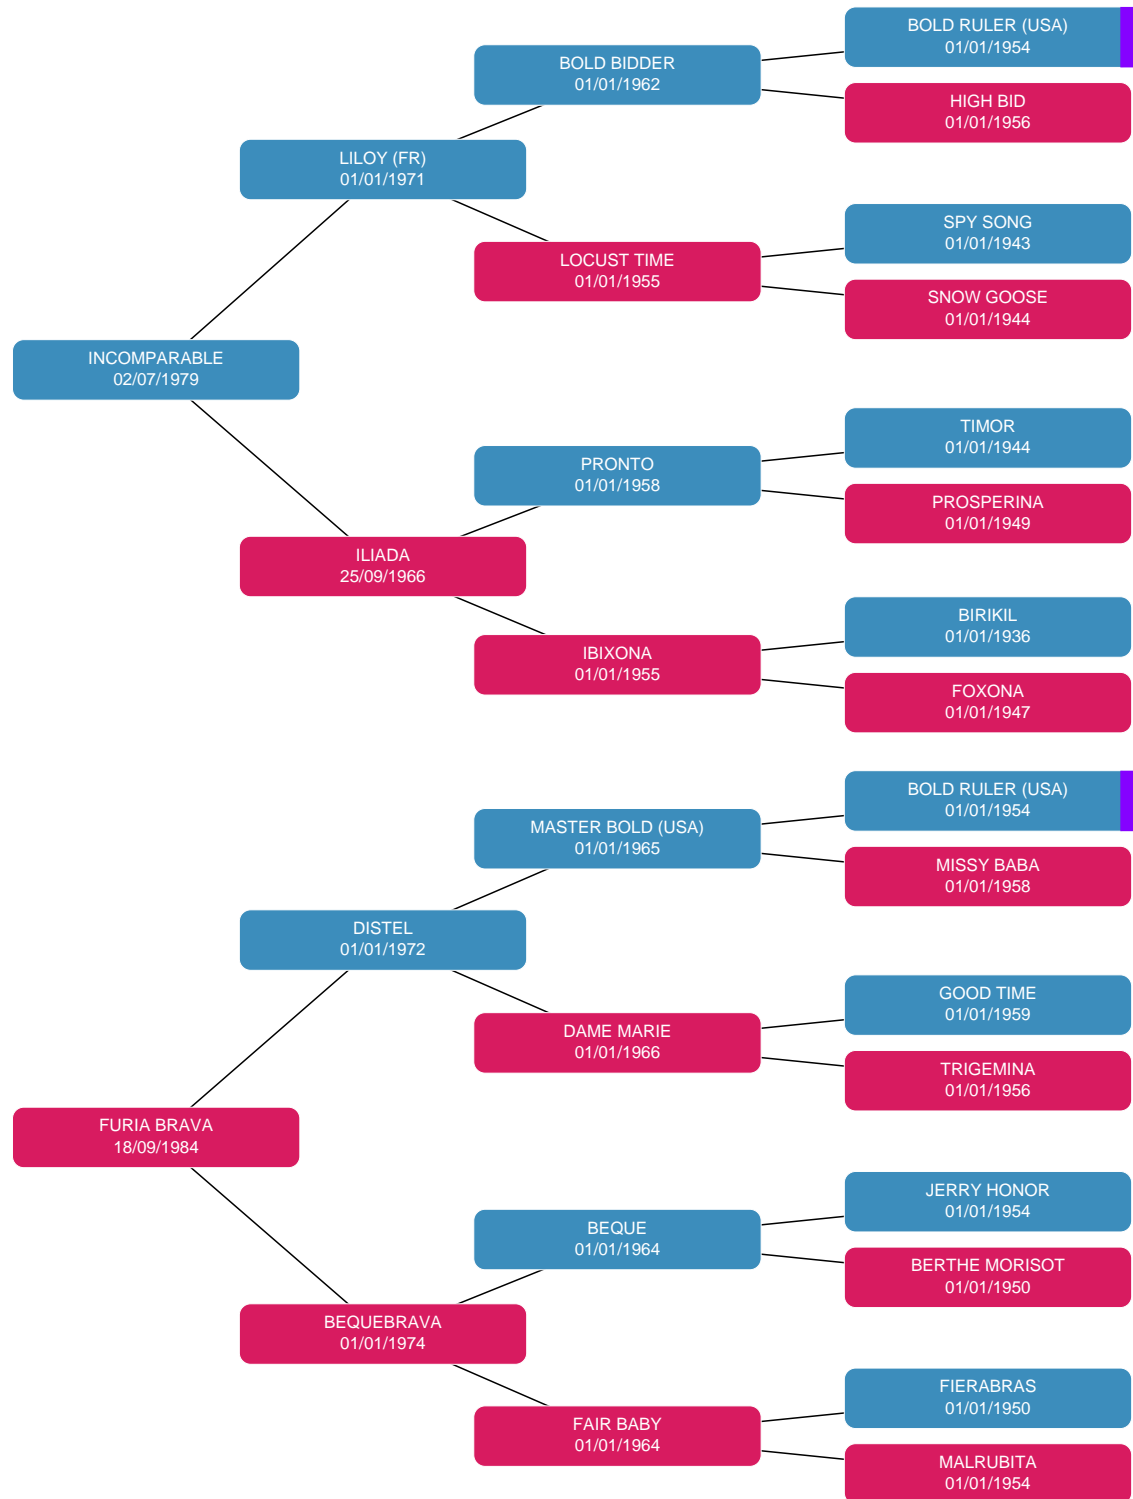 BOLD RULER (USA)
01/01/1954
BOLD BIDDER
01/01/1962
HIGH BID
01/01/1956
LILOY (FR)
01/01/1971
SPY SONG
01/01/1943
LOCUST TIME
01/01/1955
SNOW GOOSE
01/01/1944
INCOMPARABLE
02/07/1979
TIMOR
01/01/1944
PRONTO
01/01/1958
PROSPERINA
01/01/1949
ILIADA
25/09/1966
BIRIKIL
01/01/1936
IBIXONA
01/01/1955
FOXONA
01/01/1947
BOLD RULER (USA)
01/01/1954
MASTER BOLD (USA)
01/01/1965
MISSY BABA
01/01/1958
DISTEL
01/01/1972
GOOD TIME
01/01/1959
DAME MARIE
01/01/1966
TRIGEMINA
01/01/1956
FURIA BRAVA
18/09/1984
JERRY HONOR
01/01/1954
BEQUE
01/01/1964
BERTHE MORISOT
01/01/1950
BEQUEBRAVA
01/01/1974
FIERABRAS
01/01/1950
FAIR BABY
01/01/1964
MALRUBITA
01/01/1954